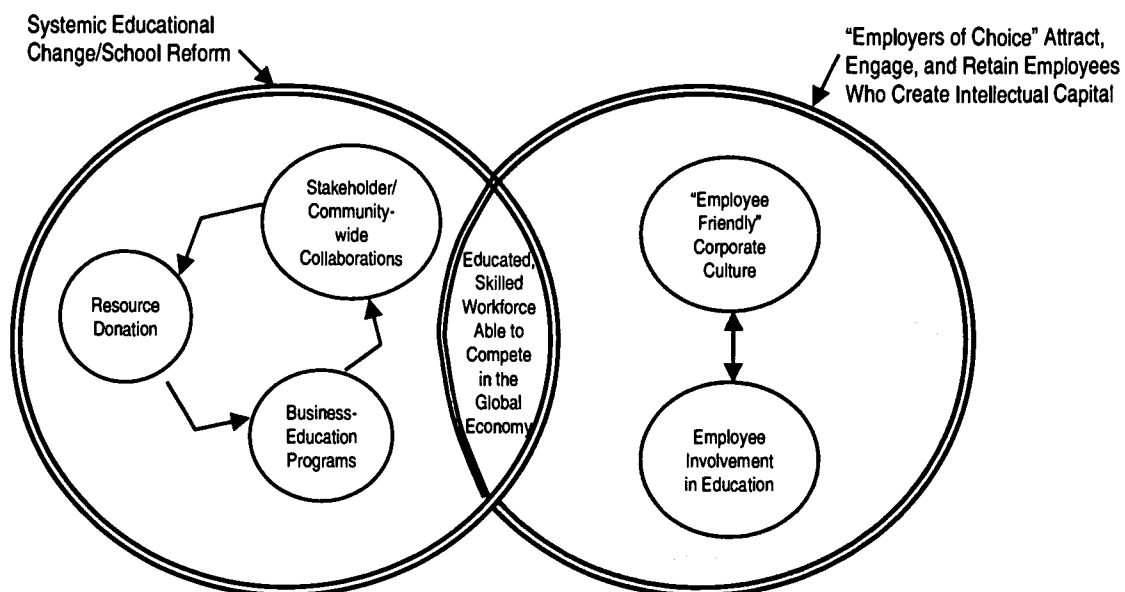 Systemic Educational
Change/School Reform
“Employers of Choice” Attract,
Engage, and Retain Employees
Who Create Intellectual Capital
Stakeholder/
Community-
wide
Collaborations
Resource
Donation
Business-
Education
Programs
Educated,
Skilled
Workforce
Able to
Compete
in the
Global
Economy
“Employee
Friendly”
Corporate
Culture
Employee
Involvement
in Education